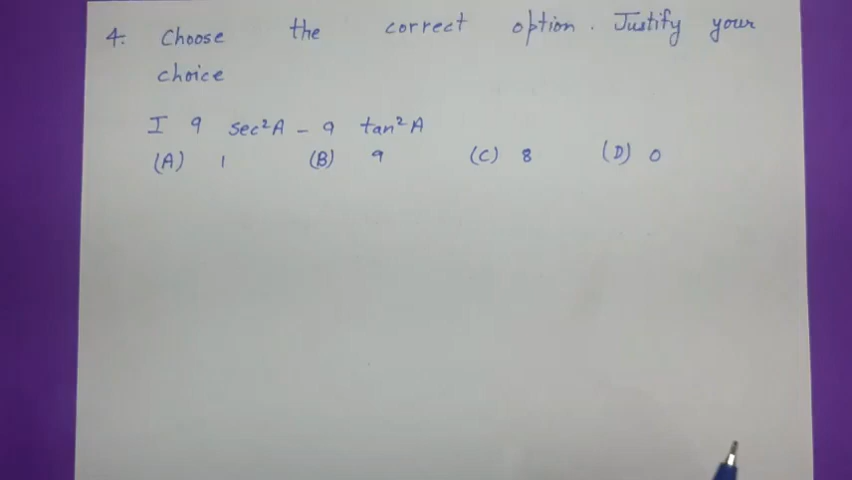 4. Choose the correct option. Justify your
choice
I 9 sec²A - 9 tan²A
(A) 1 (B) 9 (C) 8 (D) 0